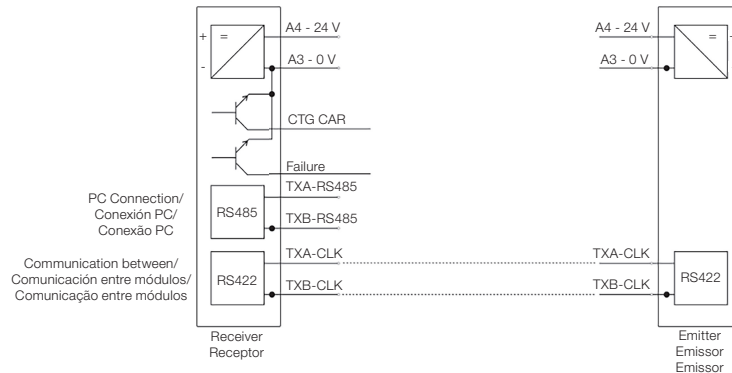 A4 - 24 V
A4 - 24 V
+
=
=
-
A3 - 0 V
A3 - 0 V
CTG CAR
Failure
PC Connection/
Conexión PC/
Conexão PC
RS485
TXA-RS485
TXB-RS485
Communication between/
Comunicación entre módulos/
Comunicação entre módulos
RS422
TXA-CLK
TXA-CLK
TXB-CLK
TXB-CLK
RS422
Receiver
Receptor
Emitter
Emissor
Emissor